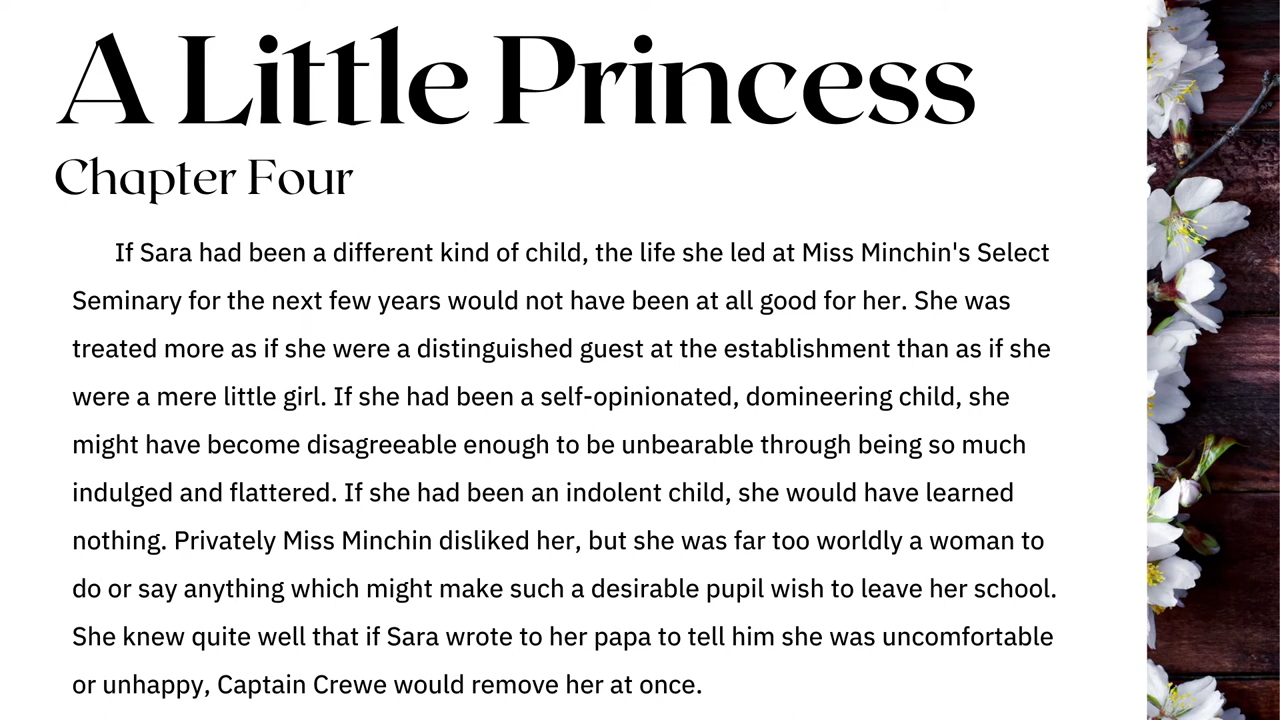 A Little Princess
Chapter Four
If Sara had been a different kind of child, the life she led at Miss Minchin's Select
Seminary for the next few years would not have been at all good for her. She was
treated more as if she were a distinguished guest at the establishment than as if she
were a mere little girl. If she had been a self-opinionated, domineering child, she
might have become disagreeable enough to be unbearable through being so much
indulged and flattered. If she had been an indolent child, she would have learned
nothing. Privately Miss Minchin disliked her, but she was far too worldly a woman to
do or say anything which might make such a desirable pupil wish to leave her school.
She knew quite well that if Sara wrote to her papa to tell him she was uncomfortable
or unhappy, Captain Crewe would remove her at once.